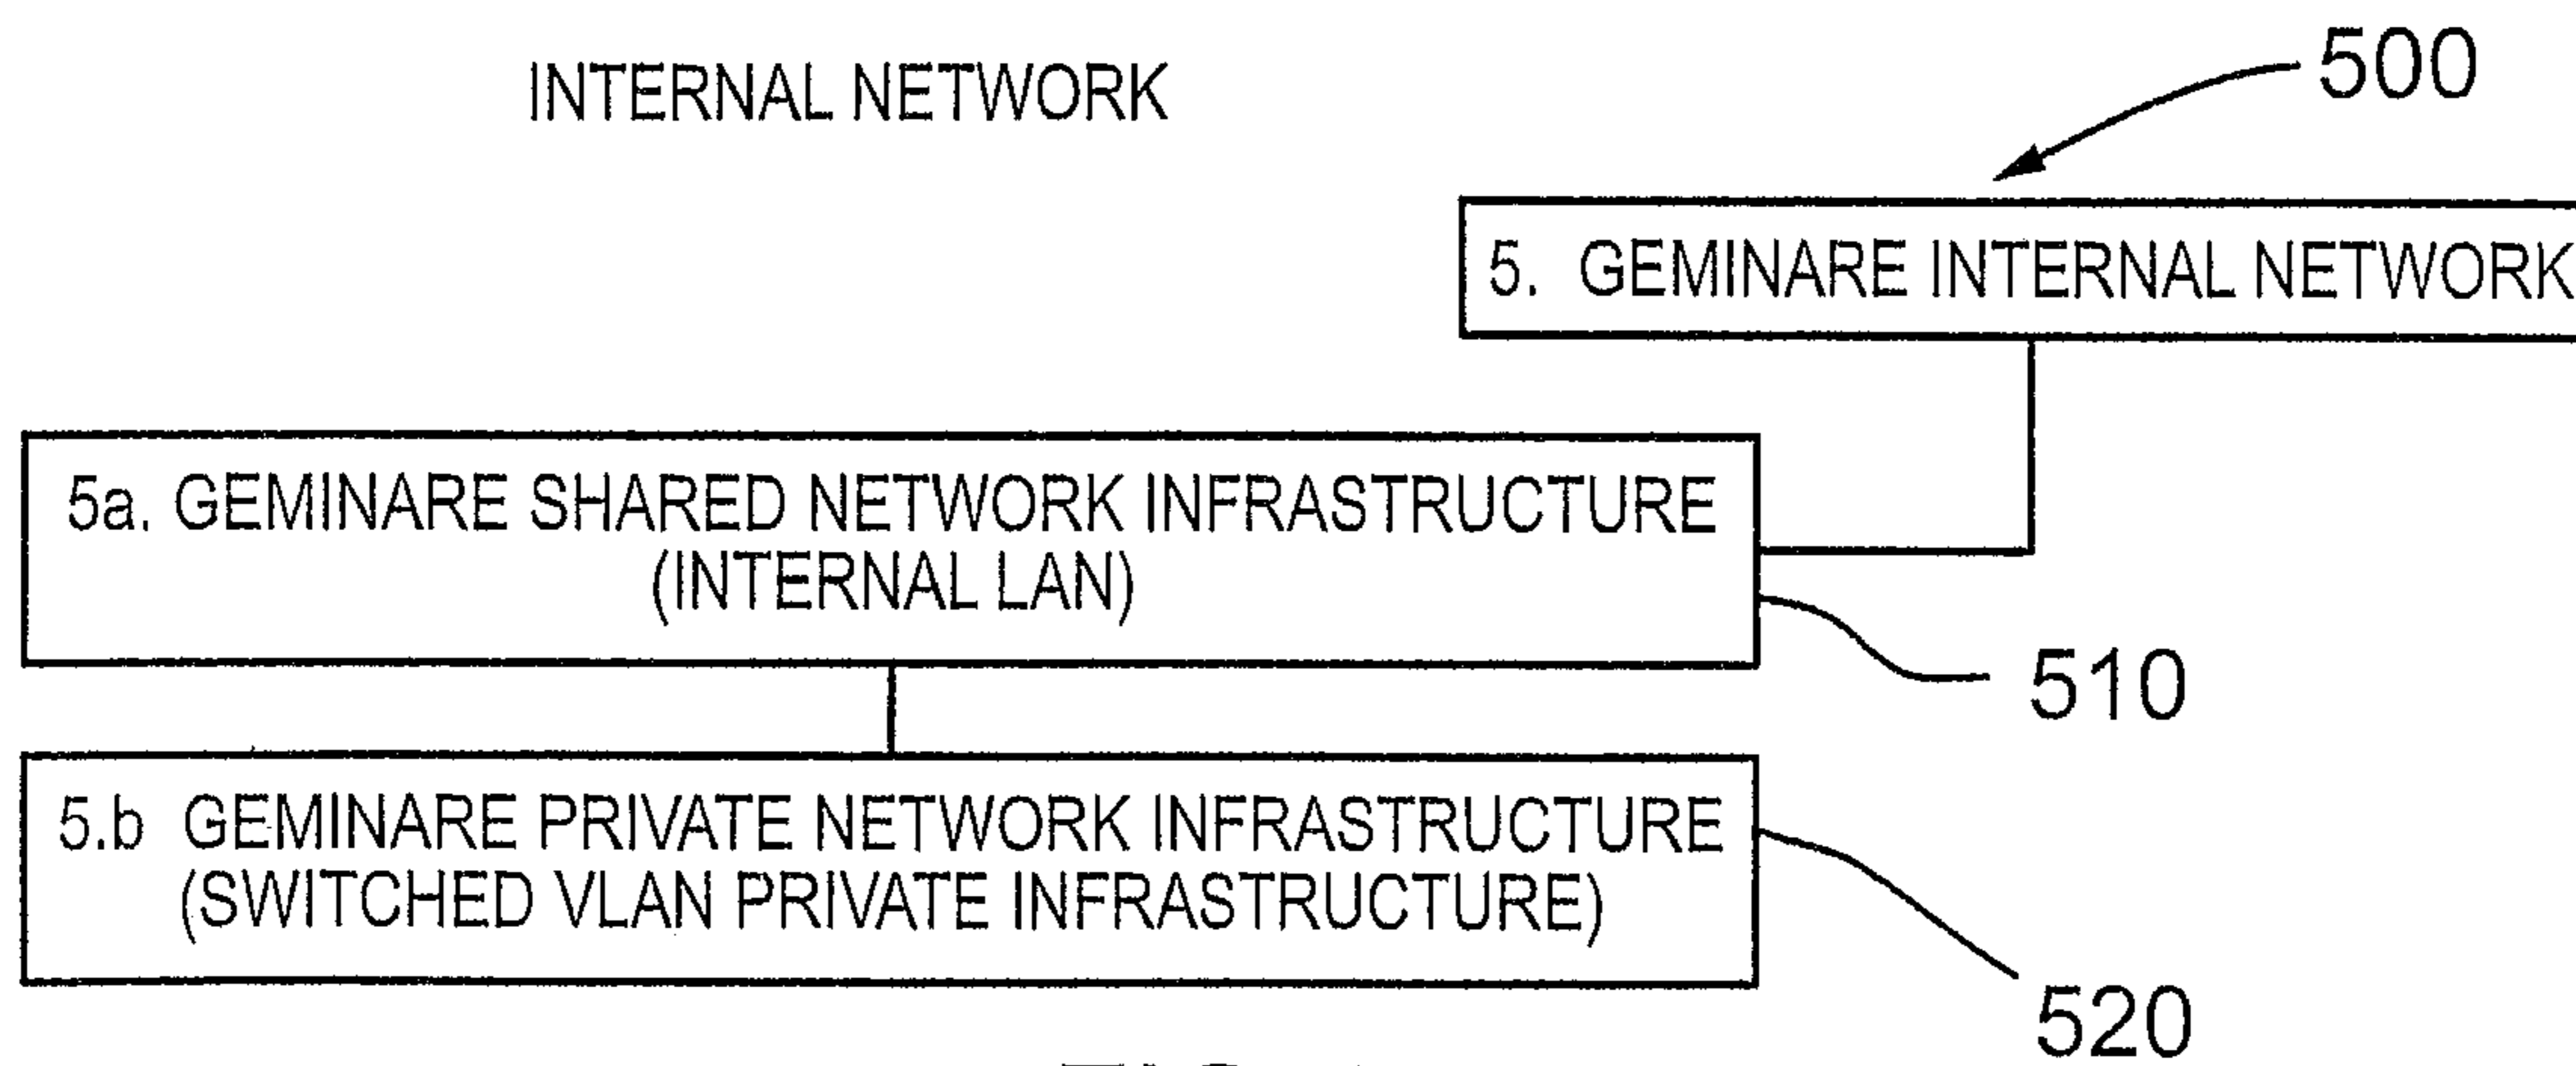 INTERNAL NETWORK
500
5. GEMINARE INTERNAL NETWORK
5a. GEMINARE SHARED NETWORK INFRASTRUCTURE
(INTERNAL LAN)
510
5.b GEMINARE PRIVATE NETWORK INFRASTRUCTURE
(SWITCHED VLAN PRIVATE INFRASTRUCTURE)
520